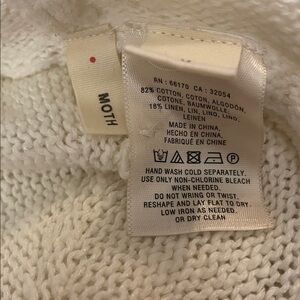 MOTH
RN : 66170 CA : 32054
82% COTTON, COTON, ALGODÓN,
COTONE, BAUMWOLLE,
18% LINEN, LIN, LINO, LINO,
LEINEN
MADE IN CHINA,
HECHO EN CHINA,
FABRIQUÉ EN CHINA
HAND WASH COLD SEPARATELY.
USE ONLY NON-CHLORINE BLEACH
WHEN NEEDED.
DO NOT WRING OR TWIST.
RESHAPE AND LAY FLAT TO DRY.
LOW IRON AS NEEDED
OR DRY CLEAN